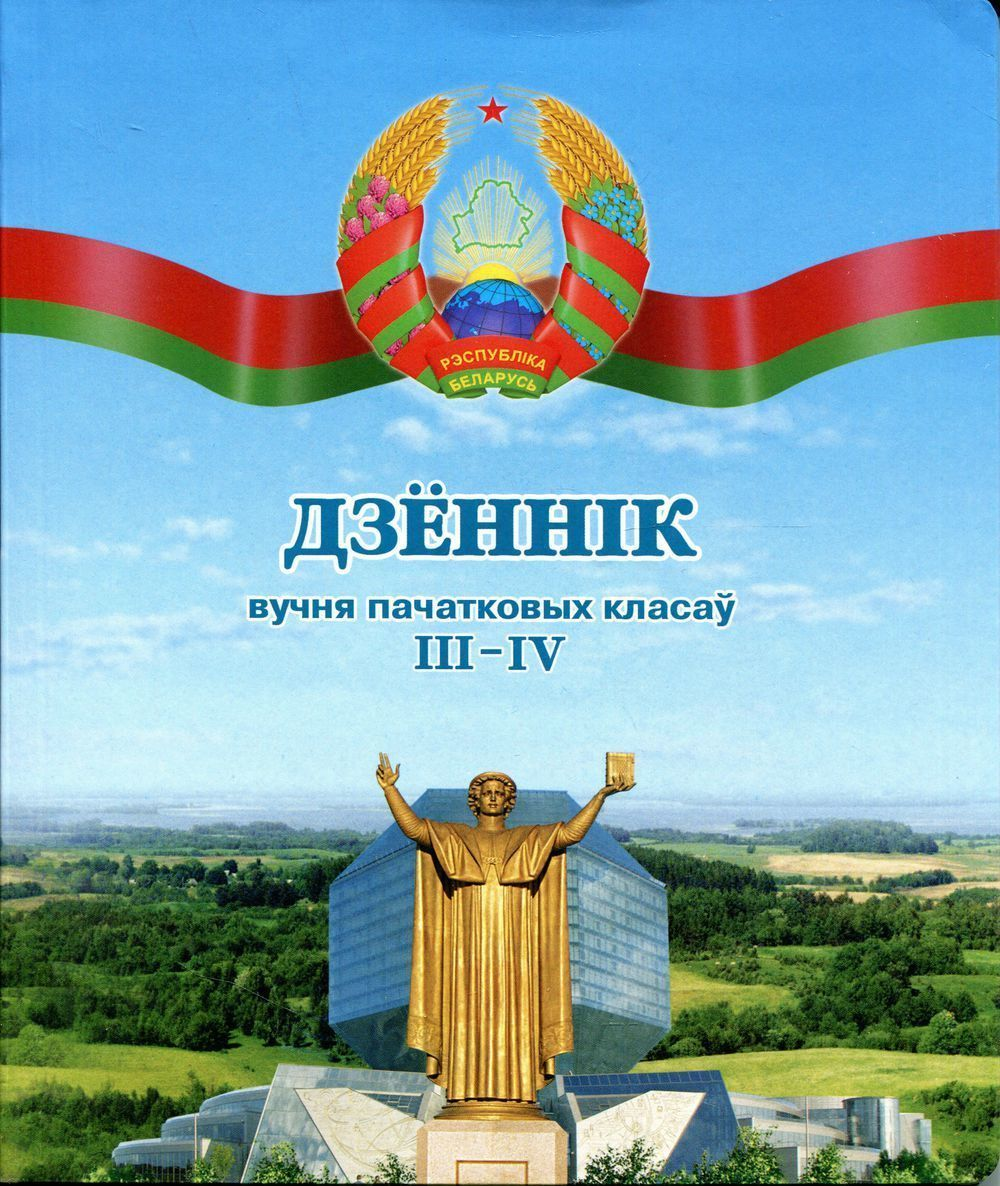 РЭСПУБЛІКА
БЕЛАРУСЬ
ДЗЁННІК
вучня пачатковых класаў
III–IV